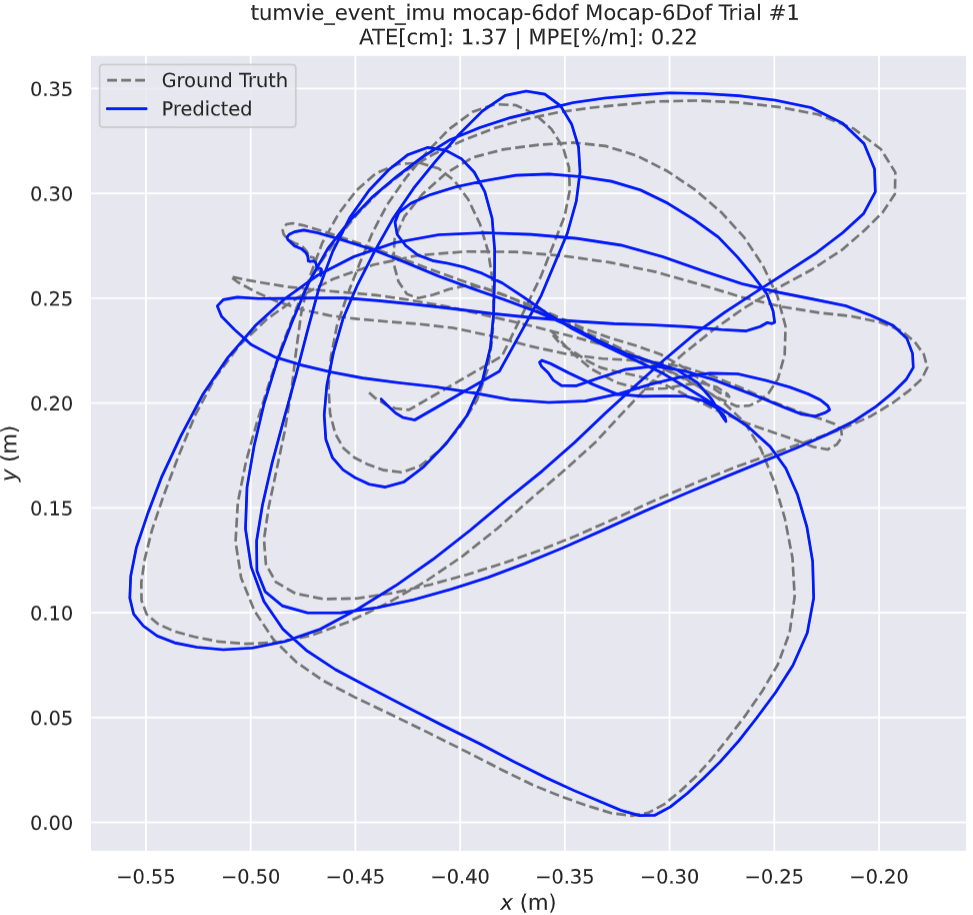 tumvie_event_imu mocap-6dof Mocap-6Dof Trial #1
ATE[cm]: 1.37 | MPE[%/m]: 0.22
Ground Truth
Predicted
0.35
0.30
0.25
0.20
0.15
0.10
0.05
0.00
y (m)
−0.55 −0.50 −0.45 −0.40 −0.35 −0.30 −0.25 −0.20
x (m)